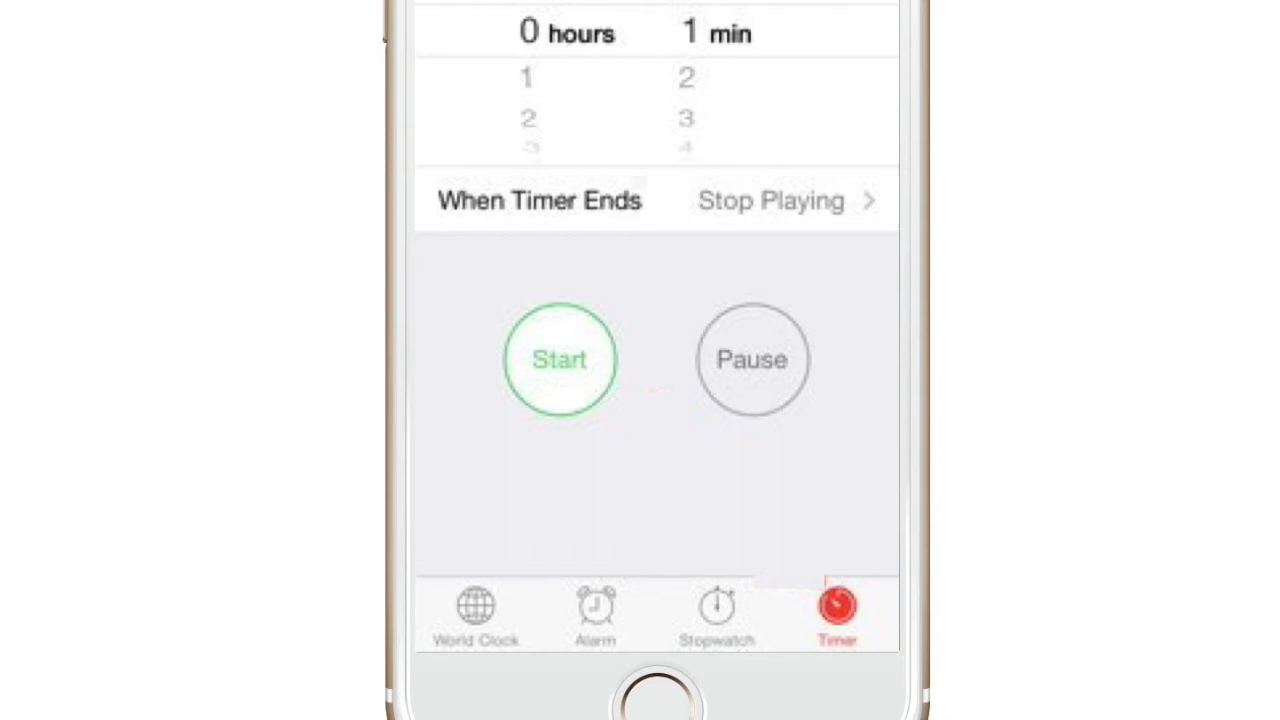 0 hours 1 min
1 2
2 3
3 4
When Timer Ends Stop Playing >
Start Pause
World Clock Alarm Stopwatch Timer